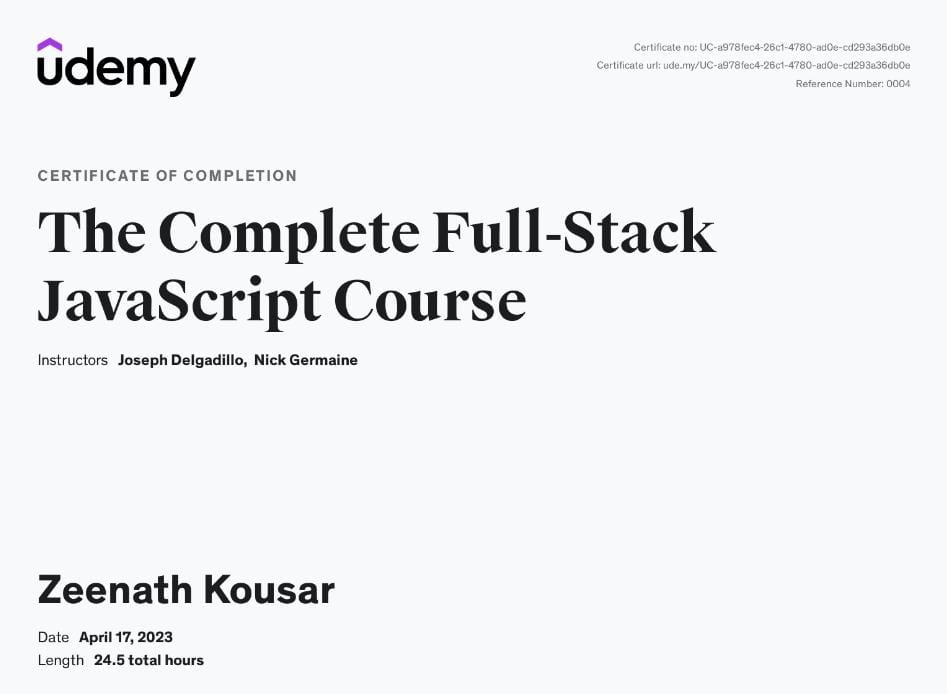 udemy
Certificate no: UC-a978fec4-26c1-4780-ad0e-cd293a36db0e
Certificate url: ude.my/UC-a978fec4-26c1-4780-ad0e-cd293a36db0e
Reference Number: 0004
CERTIFICATE OF COMPLETION
The Complete Full-Stack
JavaScript Course
Instructors Joseph Delgadillo, Nick Germaine
Zeenath Kousar
Date April 17, 2023
Length 24.5 total hours